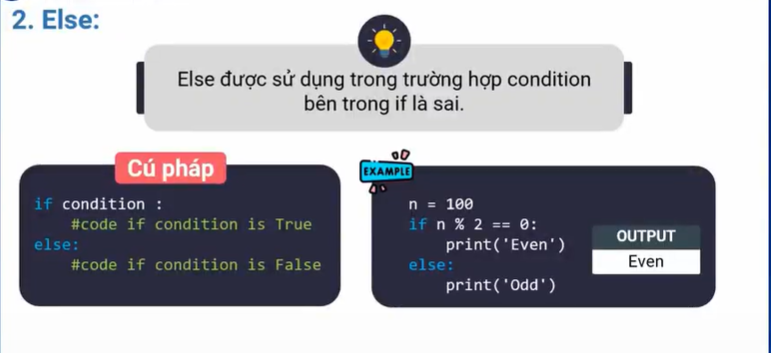 2. Else:
Else được sử dụng trong trường hợp condition
bên trong if là sai.
Cú pháp
if condition :
    #code if condition is True
else:
    #code if condition is False
EXAMPLE
n = 100
if n % 2 == 0:
    print('Even')
else:
    print('Odd')
OUTPUT
Even